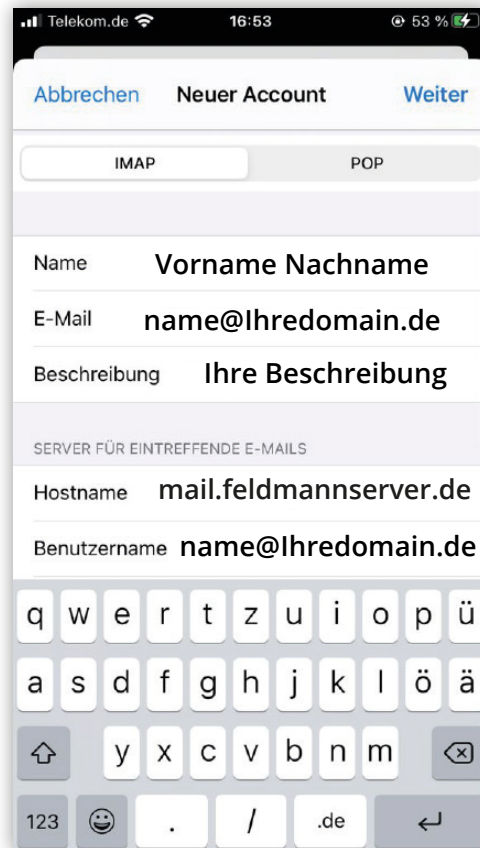 Telekom.de 16:53 53 %
Abbrechen Neuer Account Weiter
IMAP POP
Name Vorname Nachname
E-Mail name@Ihredomain.de
Beschreibung Ihre Beschreibung
SERVER FÜR EINTREFFENDE E-MAILS
Hostname mail.feldmannserver.de
Benutzername name@Ihredomain.de
q w e r t z u i o p ü
a s d f g h j k l ö ä
y x c v b n m
123 . / .de